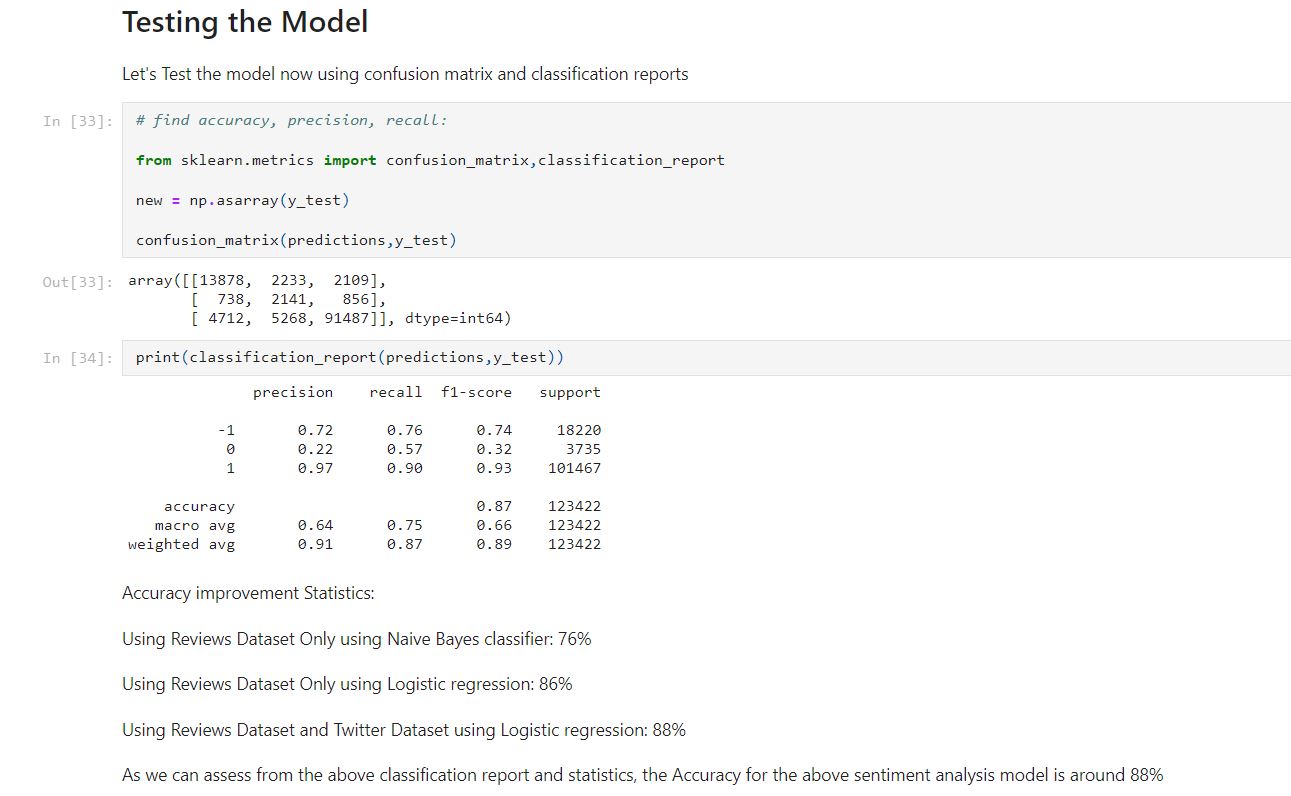 Testing the Model
Let's Test the model now using confusion matrix and classification reports
In [33]:
# find accuracy, precision, recall:
from sklearn.metrics import confusion_matrix,classification_report
new = np.asarray(y_test)
confusion_matrix(predictions,y_test)
Out[33]: array([[13878,  2233,  2109],
       [  738,  2141,   856],
       [ 4712,  5268, 91487]], dtype=int64)
In [34]: print(classification_report(predictions,y_test))
              precision    recall  f1-score   support
          -1       0.72      0.76      0.74     18220
           0       0.22      0.57      0.32      3735
           1       0.97      0.90      0.93    101467
    accuracy                           0.87    123422
   macro avg       0.64      0.75      0.66    123422
weighted avg       0.91      0.87      0.89    123422
Accuracy improvement Statistics:
Using Reviews Dataset Only using Naive Bayes classifier: 76%
Using Reviews Dataset Only using Logistic regression: 86%
Using Reviews Dataset and Twitter Dataset using Logistic regression: 88%
As we can assess from the above classification report and statistics, the Accuracy for the above sentiment analysis model is around 88%